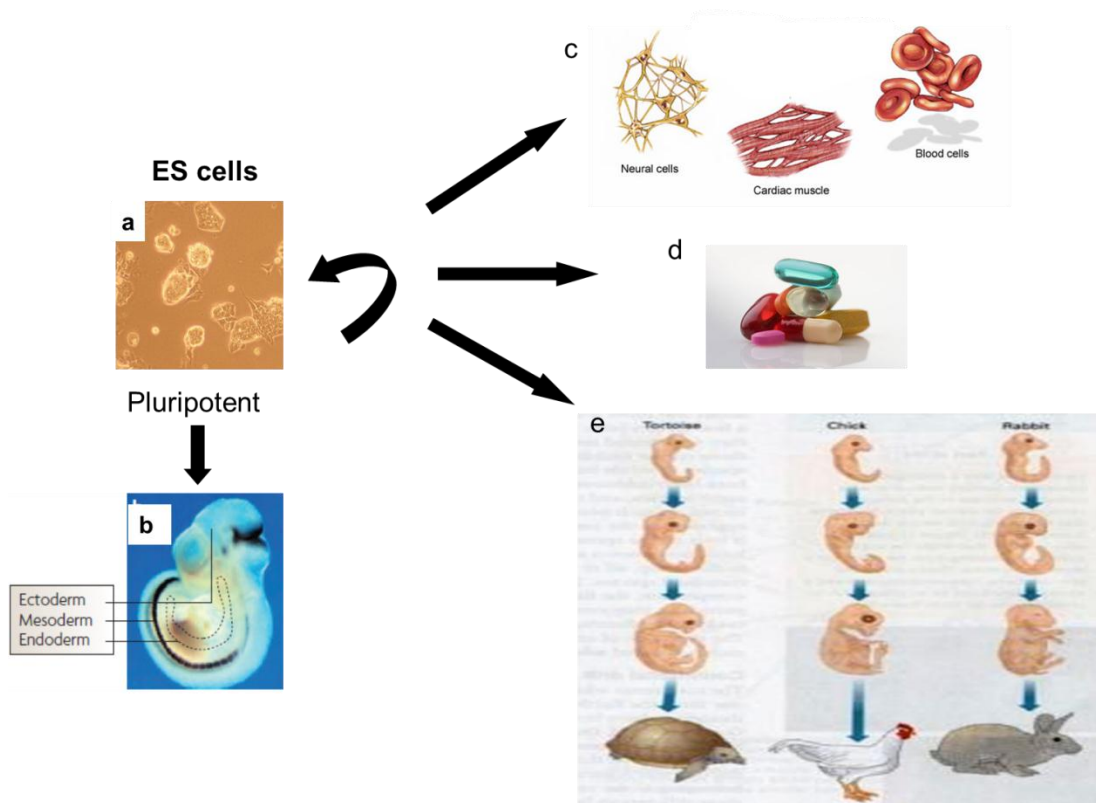 c
Neural cells
Cardiac muscle
Blood cells
ES cells
a
Pluripotent
b
Ectoderm
Mesoderm
Endoderm
d
e
Tortoise
Chick
Rabbit